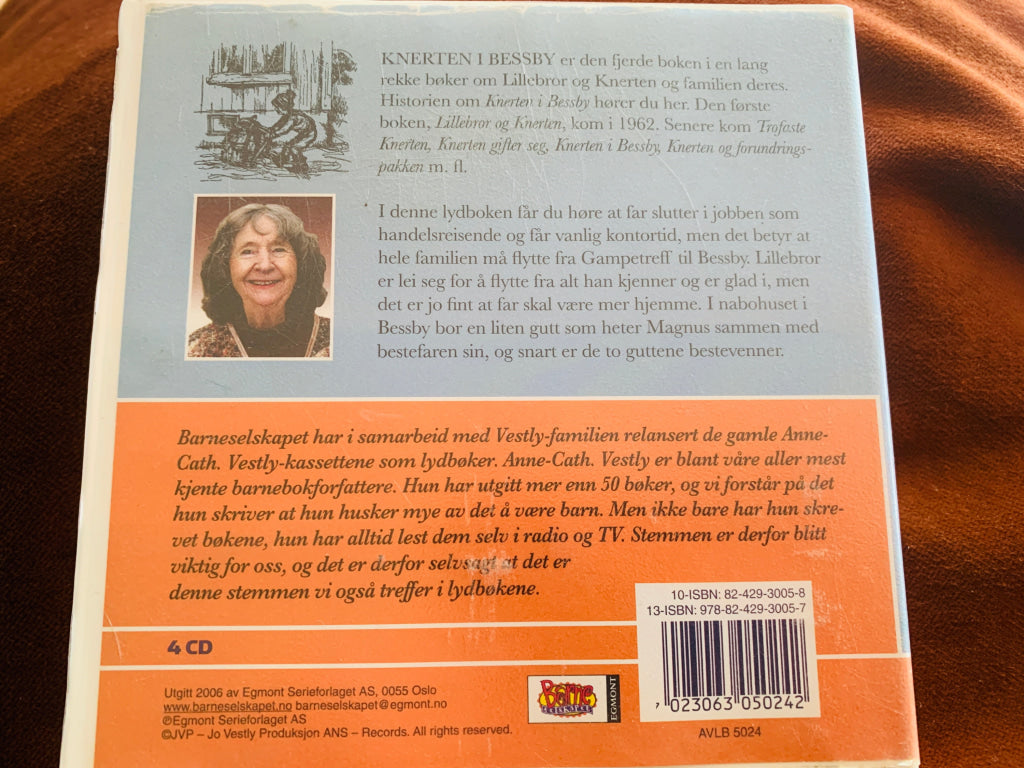 KNERTEN I BESSBY er den fjerde boken i en lang
rekke bøker om Lillebror og Knerten og familien deres.
Historien om Knerten i Bessby hører du her. Den første
boken, Lillebror og Knerten, kom i 1962. Senere kom Trofaste
Knerten, Knerten gifter seg, Knerten i Bessby, Knerten og forundrings-
pakken m. fl.
I denne lydboken får du høre at far slutter i jobben som
handelsreisende og får vanlig kontortid, men det betyr at
hele familien må flytte fra Gampetreff til Bessby. Lillebror
er lei seg for å flytte fra alt han kjenner og er glad i, men
det er jo fint at far skal være mer hjemme. I nabohuset i
Bessby bor en liten gutt som heter Magnus sammen med
bestefaren sin, og snart er de to guttene bestevenner.
Barneselskapet har i samarbeid med Vestly-familien relansert de gamle Anne-
Cath. Vestly-kassettene som lydbøker. Anne-Cath. Vestly er blant våre aller mest
kjente barnebokforfattere. Hun har utgitt mer enn 50 bøker, og vi forstår på det
hun skriver at hun husker mye av det å være barn. Men ikke bare har hun skre-
vet bøkene, hun har alltid lest dem selv i radio og TV. Stemmen er derfor blitt
viktig for oss, og det er derfor selvsagt at det er
denne stemmen vi også treffer i lydbøkene.
4 CD
Utgitt 2006 av Egmont Serieforlaget AS, 0055 Oslo
www.barneselskapet.no barneselskapet@egmont.no
℗Egmont Serieforlaget AS
©JVP – Jo Vestly Produksjon ANS – Records. All rights reserved.
Barne
selskapet
EGMONT
10-ISBN: 82-429-3005-8
13-ISBN: 978-82-429-3005-7
7 023063 050242
AVLB 5024